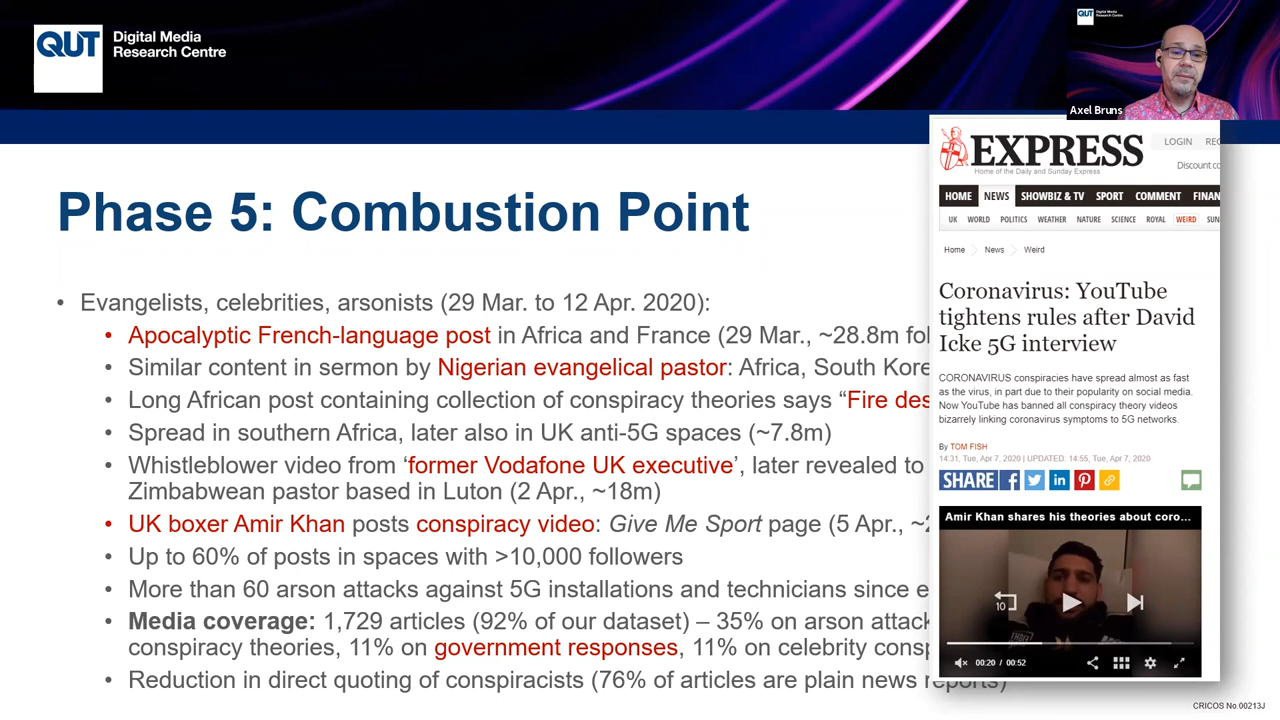 QUT
Digital Media
Research Centre
Digital Media
Research Centre
Axel Bruns
Phase 5: Combustion Point
• Evangelists, celebrities, arsonists (29 Mar. to 12 Apr. 2020):
• Apocalyptic French-language post in Africa and France (29 Mar., ~28.8m fol
• Similar content in sermon by Nigerian evangelical pastor: Africa, South Kore
• Long African post containing collection of conspiracy theories says “Fire des
• Spread in southern Africa, later also in UK anti-5G spaces (~7.8m)
• Whistleblower video from ‘former Vodafone UK executive’, later revealed to
Zimbabwean pastor based in Luton (2 Apr., ~18m)
• UK boxer Amir Khan posts conspiracy video: Give Me Sport page (5 Apr., ~2
• Up to 60% of posts in spaces with >10,000 followers
• More than 60 arson attacks against 5G installations and technicians since e
• Media coverage: 1,729 articles (92% of our dataset) – 35% on arson attack
conspiracy theories, 11% on government responses, 11% on celebrity consp
• Reduction in direct quoting of conspiracists (76% of articles are plain news reports)
EXPRESS
Home of the Daily and Sunday Express
LOGIN REG
Discount co
HOME NEWS SHOWBIZ & TV SPORT COMMENT FINAN
UK WORLD POLITICS WEATHER NATURE SCIENCE ROYAL WEIRD SUN
Home News Weird
Coronavirus: YouTube
tightens rules after David
Icke 5G interview
CORONAVIRUS conspiracies have spread almost as fast
as the virus, in part due to their popularity on social media.
Now YouTube has banned all conspiracy theory videos
bizarrely linking coronavirus symptoms to 5G networks.
By TOM FISH
14:31, Tue, Apr 7, 2020 | UPDATED: 14:55, Tue, Apr 7, 2020
SHARE
Amir Khan shares his theories about coro...
10
00:20 / 00:52
CRICOS No.00213J